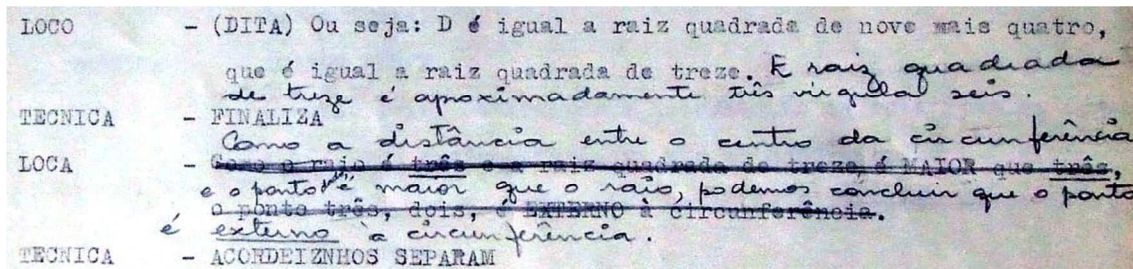 LOCO - (DITA) Ou seja: D é igual a raiz quadrada de nove mais quatro,
que é igual a raiz quadrada de treze. E raiz quadrada
de treze é aproximadamente três vírgula seis.
TECNICA - FINALIZA
Como a distância entre o centro da circunferência
LOCA - Como o raio é três e a raiz quadrada de treze, é MAIOR que três,
e o ponto é maior que o raio, podemos concluir que o ponto
o ponto três, dois, é EXTERNO à circunferência.
é externo à circunferência.
TECNICA - ACORDEIZNHOS SEPARAM